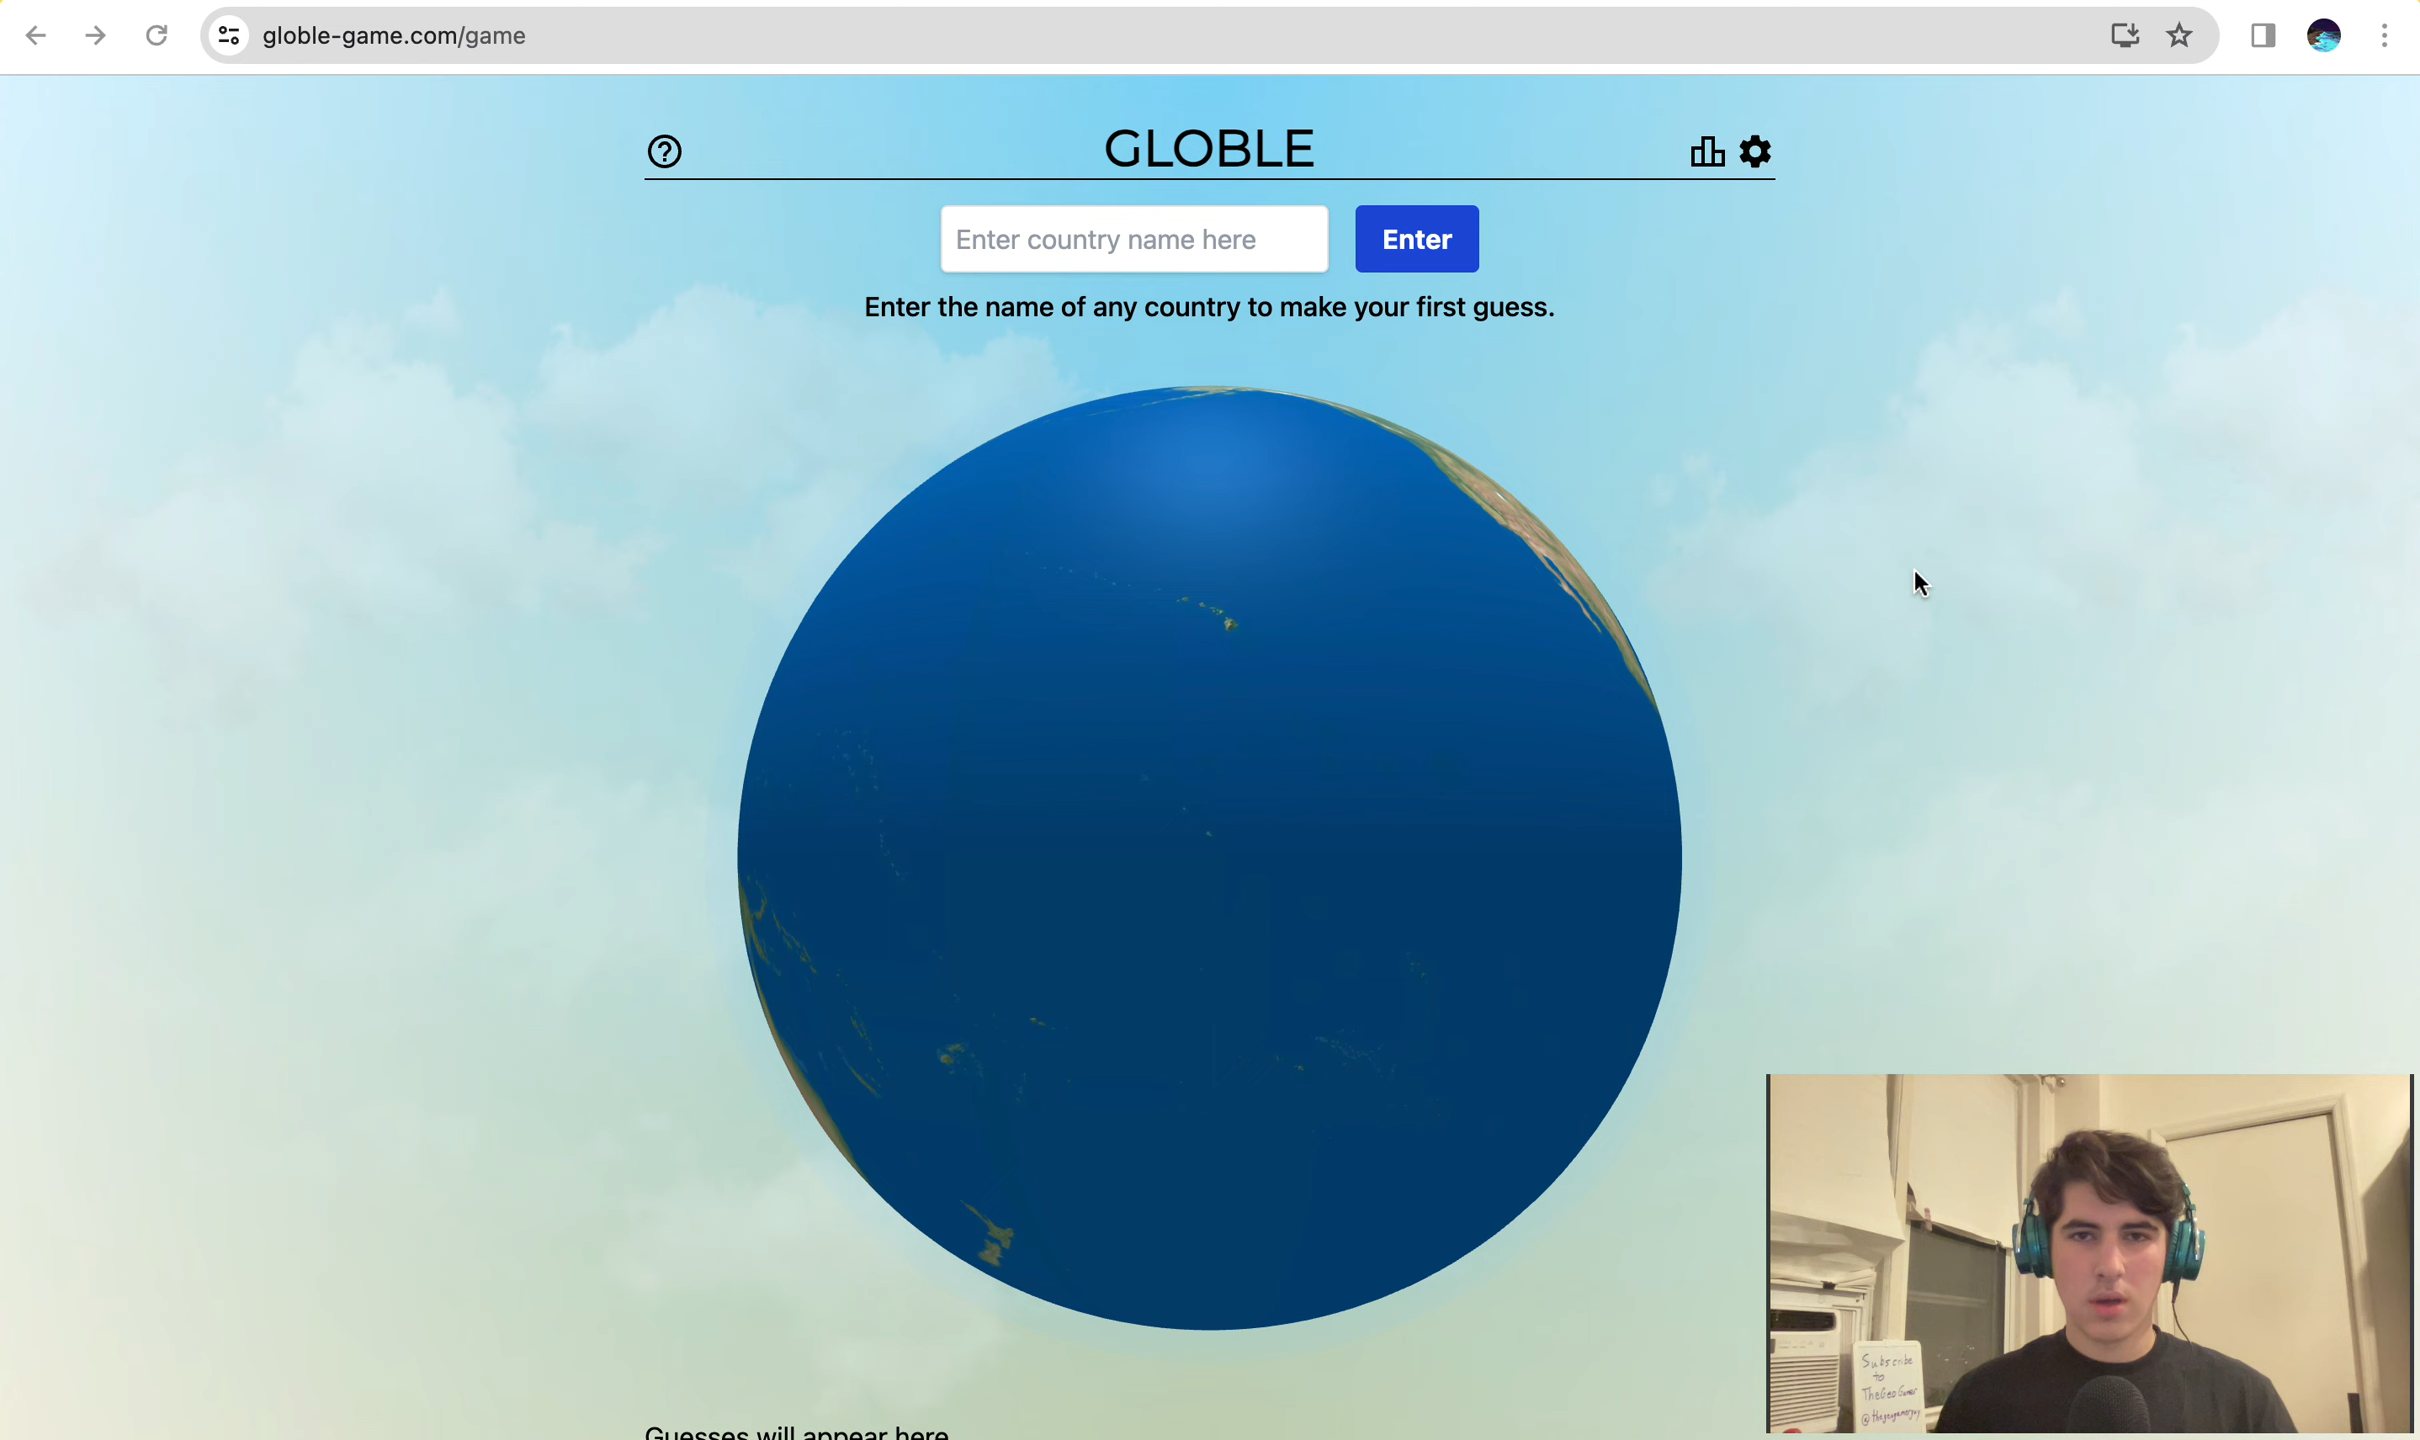 globle-game.com/game
GLOBLE
Enter country name here
Enter
Enter the name of any country to make your first guess.
Guesses will appear here
Subscribe
to
TheGeoGamer